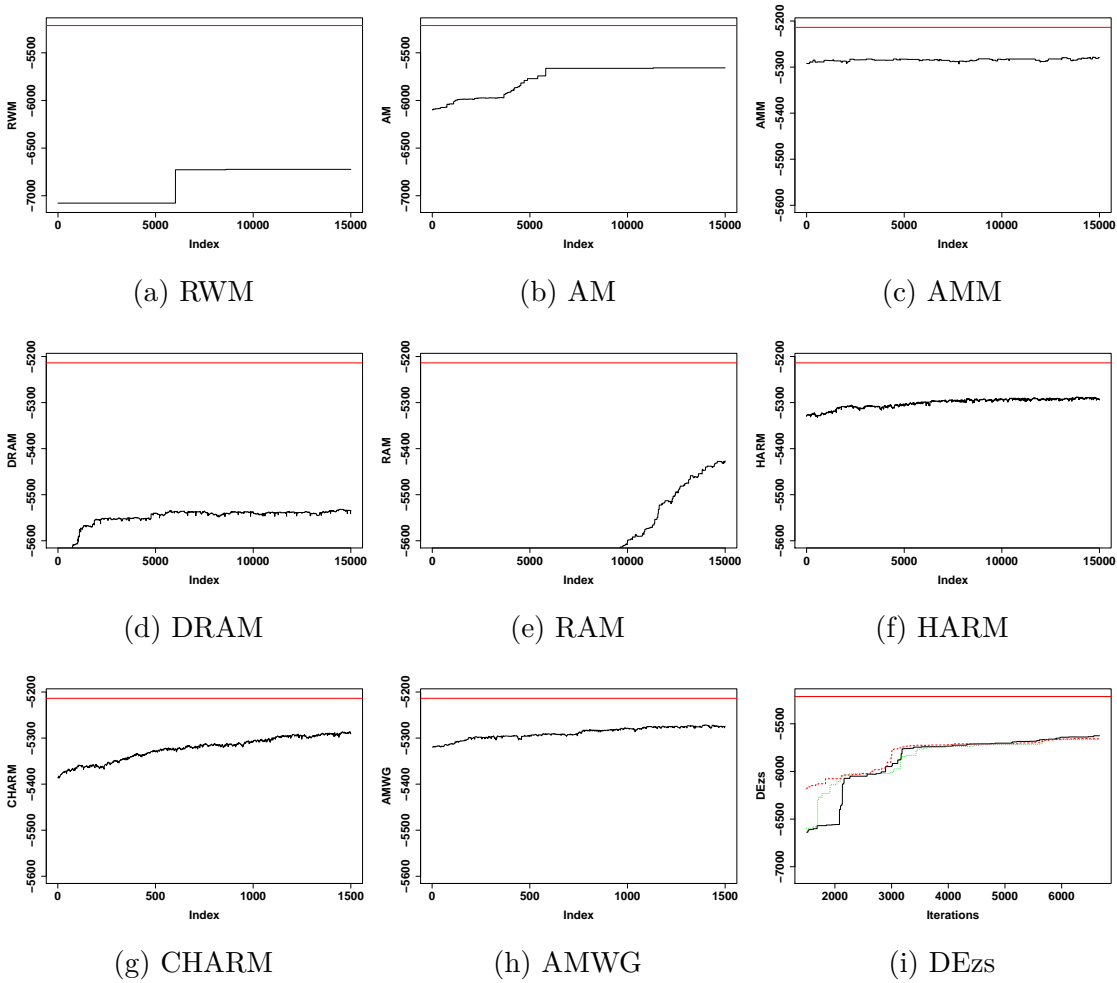 −5500
−6000
−6500
−7000
RWM
0 5000 10000 15000
Index
(a) RWM
−5500
−6000
−6500
−7000
AM
0 5000 10000 15000
Index
(b) AM
−5200
−5300
−5400
−5500
−5600
AMM
0 5000 10000 15000
Index
(c) AMM
−5200
−5300
−5400
−5500
−5600
DRAM
0 5000 10000 15000
Index
(d) DRAM
−5200
−5300
−5400
−5500
−5600
RAM
0 5000 10000 15000
Index
(e) RAM
−5200
−5300
−5400
−5500
−5600
HARM
0 5000 10000 15000
Index
(f) HARM
−5200
−5300
−5400
−5500
−5600
CHARM
0 500 1000 1500
Index
(g) CHARM
−5200
−5300
−5400
−5500
−5600
AMWG
0 500 1000 1500
Index
(h) AMWG
−5500
−6000
−6500
−7000
DEzs
2000 3000 4000 5000 6000
Iterations
(i) DEzs